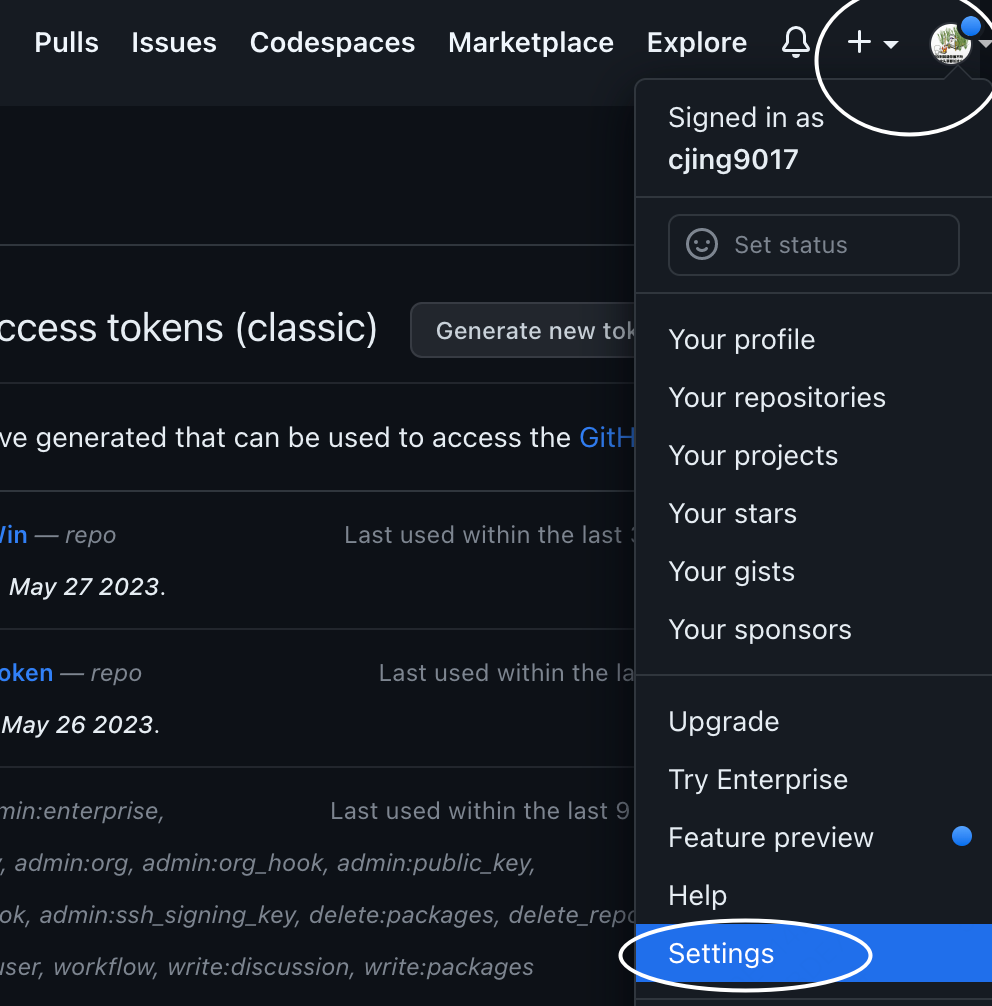 Pulls Issues Codespaces Marketplace Explore
Signed in as
cjing9017
Set status
Your profile
Your repositories
Your projects
Your stars
Your gists
Your sponsors
Upgrade
Try Enterprise
Feature preview
Help
Settings
ccess tokens (classic) Generate new tok
ve generated that can be used to access the GitH
Win — repo Last used within the last 3
May 27 2023.
oken — repo Last used within the la
May 26 2023.
min:enterprise, Last used within the last 9
, admin:org, admin:org_hook, admin:public_key,
ok, admin:ssh_signing_key, delete:packages, delete_repo
user, workflow, write:discussion, write:packages